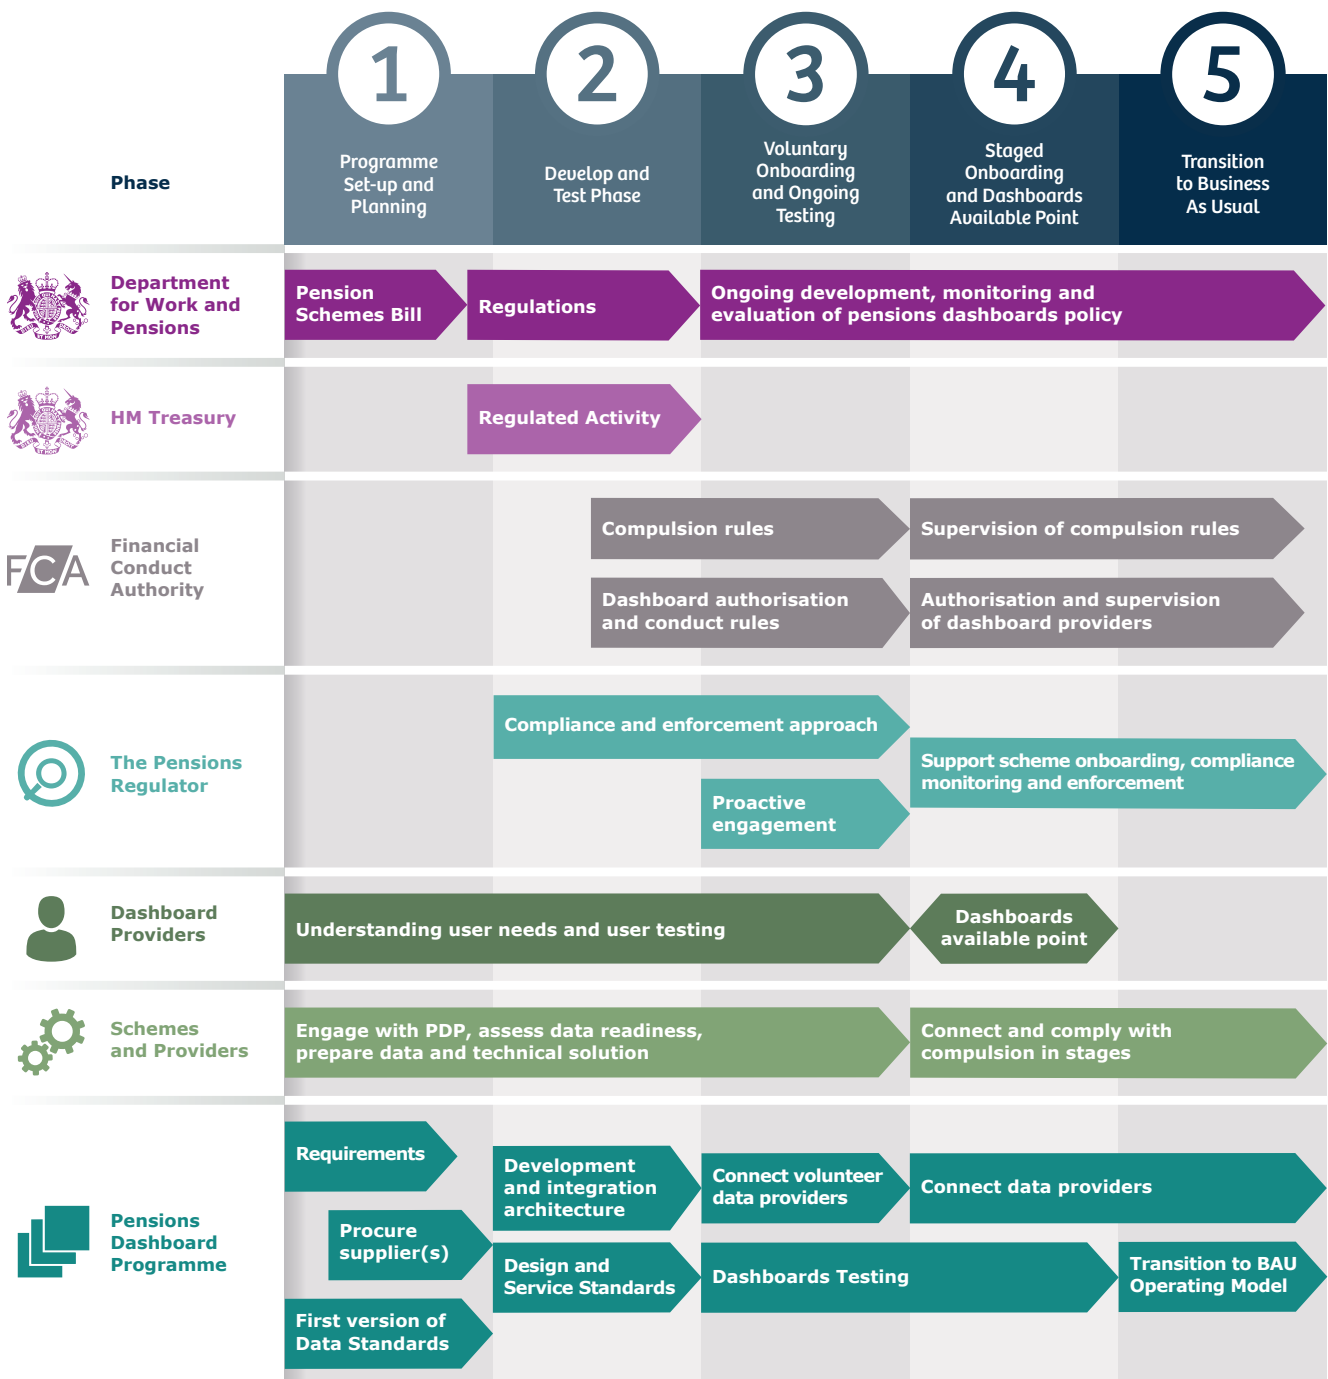 1
2
3
4
5
Phase
Programme
Set-up and
Planning
Develop and
Test Phase
Voluntary
Onboarding
and Ongoing
Testing
Staged
Onboarding
and Dashboards
Available Point
Transition
to Business
As Usual
Department
for Work and
Pensions
Pension
Schemes Bill
Regulations
Ongoing development, monitoring and
evaluation of pensions dashboards policy
HM Treasury
Regulated Activity
FCA
Financial
Conduct
Authority
Compulsion rules
Supervision of compulsion rules
Dashboard authorisation
and conduct rules
Authorisation and supervision
of dashboard providers
The Pensions
Regulator
Compliance and enforcement approach
Proactive
engagement
Support scheme onboarding, compliance
monitoring and enforcement
Dashboard
Providers
Understanding user needs and user testing
Dashboards
available point
Schemes
and Providers
Engage with PDP, assess data readiness,
prepare data and technical solution
Connect and comply with
compulsion in stages
Pensions
Dashboard
Programme
Requirements
Procure
supplier(s)
First version of
Data Standards
Development
and integration
architecture
Design and
Service Standards
Connect volunteer
data providers
Dashboards Testing
Connect data providers
Transition to BAU
Operating Model